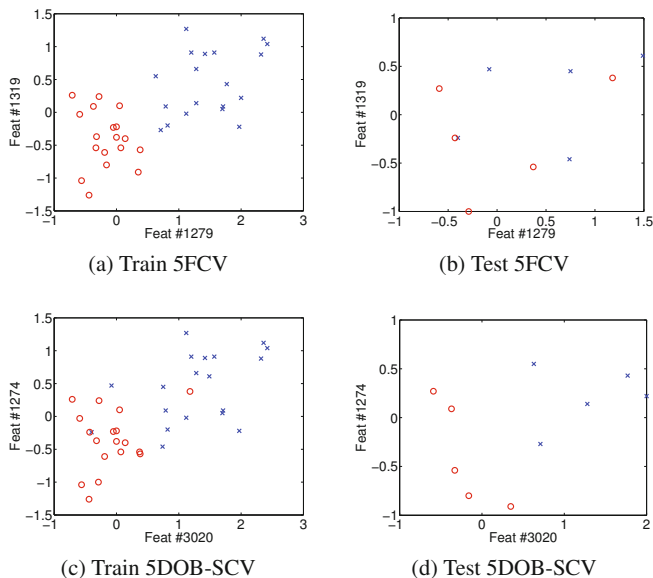 1.5
1
0.5
0
−0.5
−1
−1.5
Feat #1319
−1 0 1 2 3
Feat #1279
(a) Train 5FCV
1
0.5
0
−0.5
−1
Feat #1319
−1 −0.5 0 0.5 1 1.5
Feat #1279
(b) Test 5FCV
1.5
1
0.5
0
−0.5
−1
−1.5
Feat #1274
−1 0 1 2 3
Feat #3020
(c) Train 5DOB-SCV
1
0.5
0
−0.5
−1
Feat #1274
−1 0 1 2
Feat #3020
(d) Test 5DOB-SCV